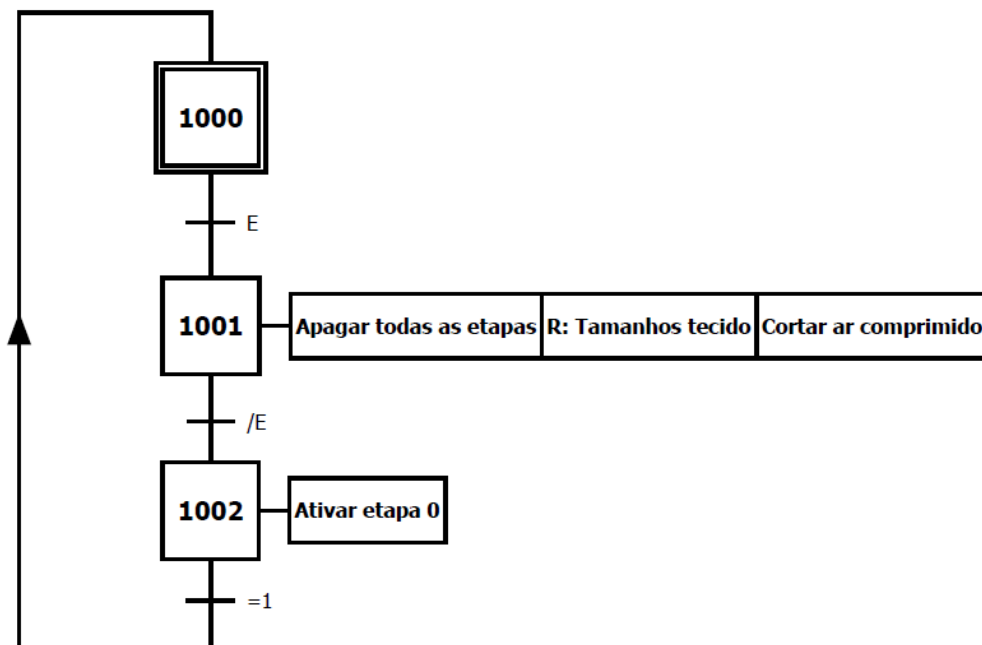 1000
E
1001 Apagar todas as etapas R: Tamanhos tecido Cortar ar comprimido
/E
1002 Ativar etapa 0
=1